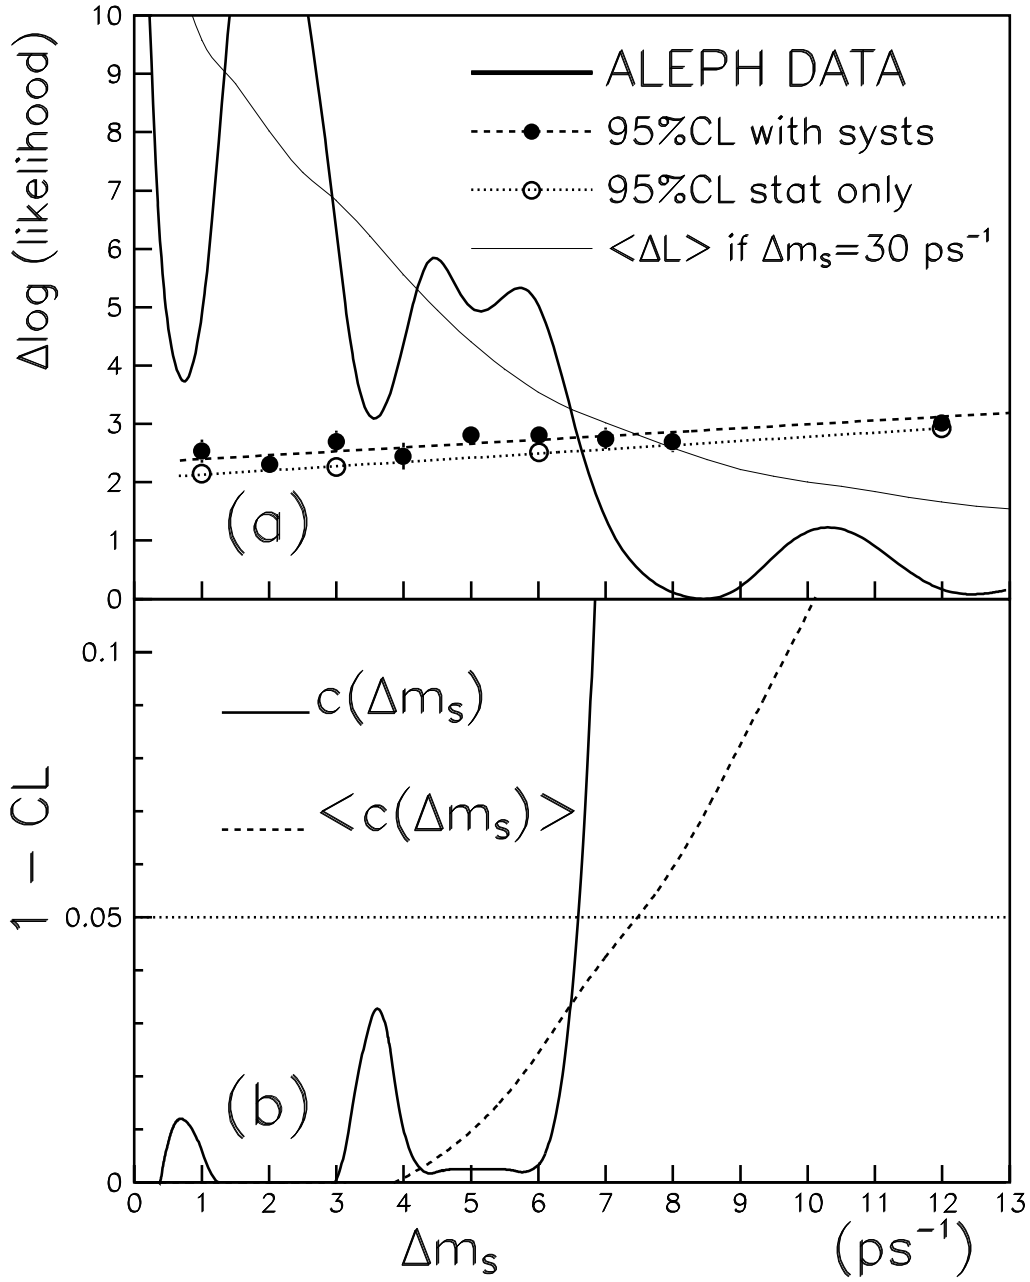 Δlog (likelihood)
10
9
8
7
6
5
4
3
2
1
0
ALEPH DATA
95%CL with systs
95%CL stat only
<ΔL> if Δmₛ=30 ps⁻¹
(a)
1 − CL
0.1
0.05
0
c(Δmₛ)
<c(Δmₛ)>
(b)
0 1 2 3 4 5 6 7 8 9 10 11 12 13
Δmₛ (ps⁻¹)